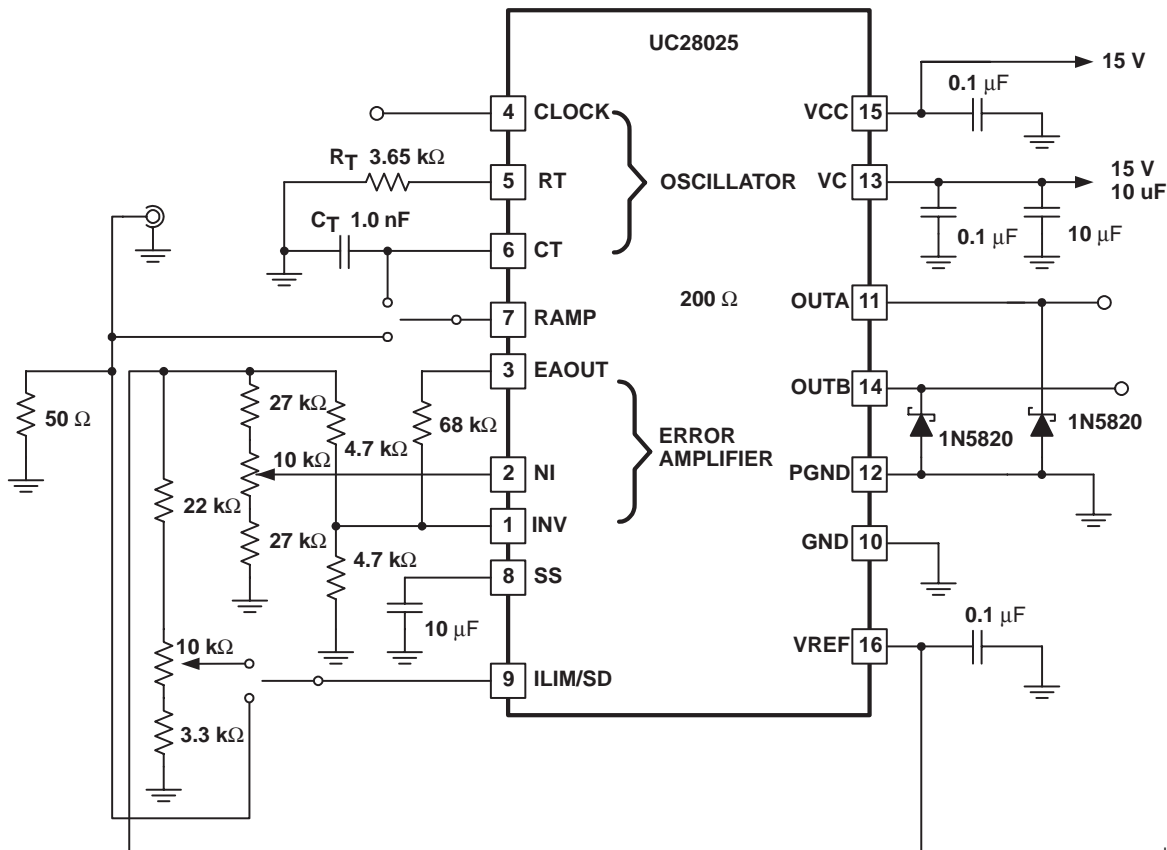 UC28025
15 V
0.1 µF
4 CLOCK
VCC 15
RT 3.65 kΩ
5 RT
OSCILLATOR
VC 13
15 V
10 uF
CT 1.0 nF
6 CT
0.1 µF
10 µF
200 Ω
OUTA 11
7 RAMP
3 EAOUT
OUTB 14
50 Ω
27 kΩ
4.7 kΩ
68 kΩ
ERROR
AMPLIFIER
1N5820
1N5820
10 kΩ
2 NI
PGND 12
22 kΩ
27 kΩ
1 INV
GND 10
4.7 kΩ
8 SS
10 µF
0.1 µF
10 kΩ
VREF 16
9 ILIM/SD
3.3 kΩ